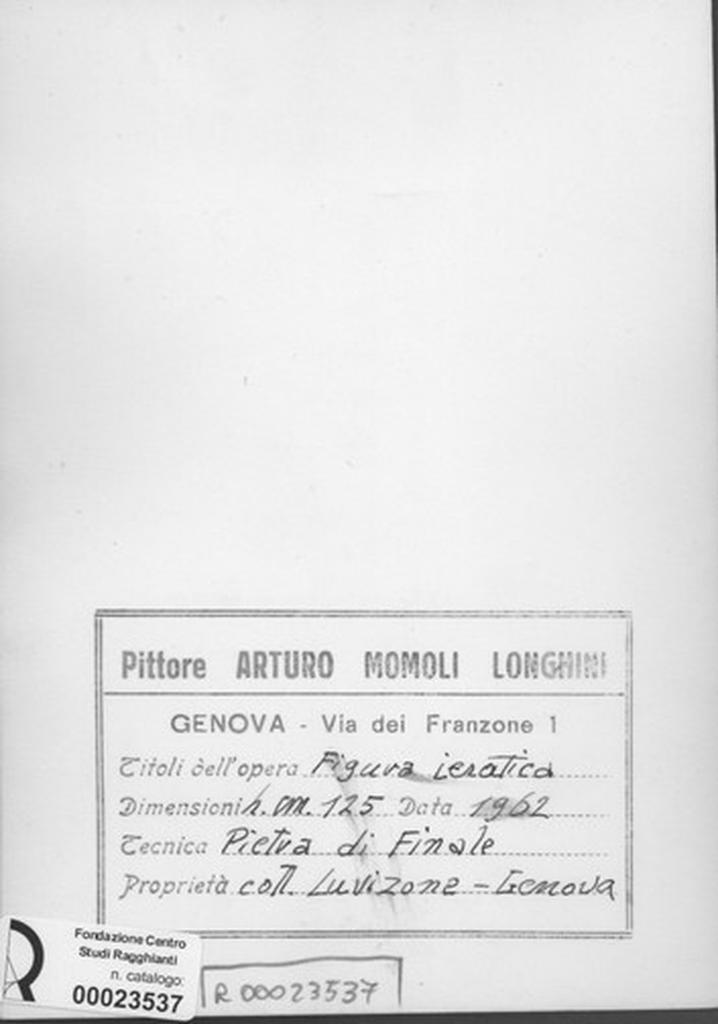 Pittore ARTURO MOMOLI LONGHINI
GENOVA - Via dei Franzone 1
Titoli dell'opera Figura ieratica
Dimensioni h. cm. 125 Data 1962
Tecnica Pietra di Finale
Proprietà coll. Luvizone - Genova
Fondazione Centro
Studi Ragghianti
n. catalogo:
00023537
R 00023537